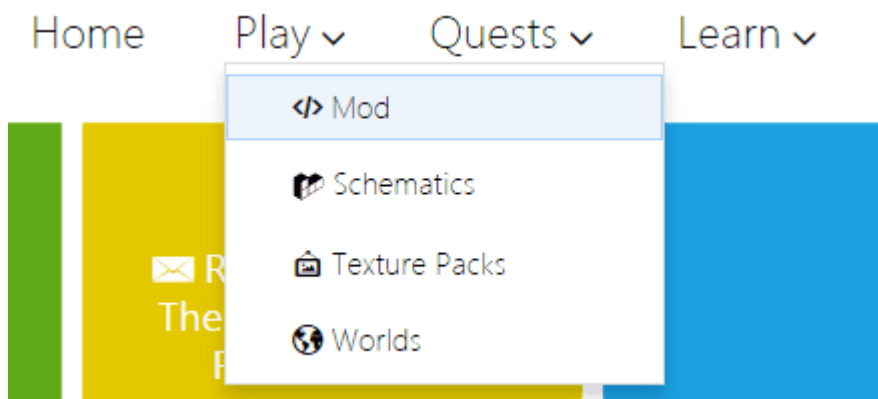 Home Play Quests Learn
Mod
Schematics
Texture Packs
Worlds
R
The